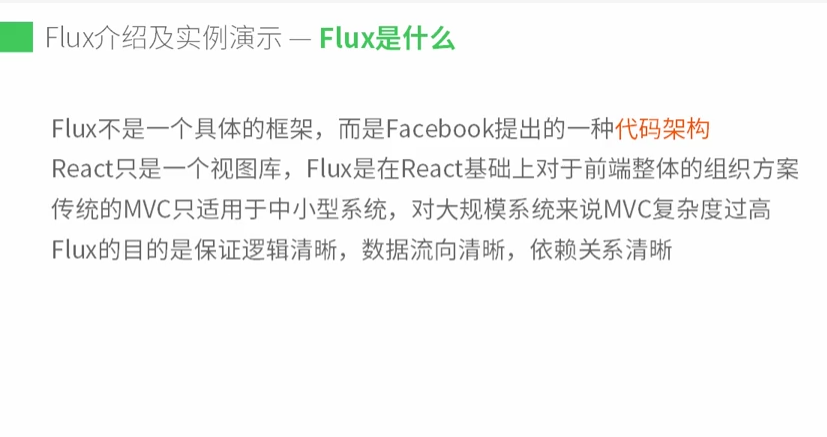 Flux介绍及实例演示 — Flux是什么
Flux不是一个具体的框架，而是Facebook提出的一种代码架构
React只是一个视图库，Flux是在React基础上对于前端整体的组织方案
传统的MVC只适用于中小型系统，对大规模系统来说MVC复杂度过高
Flux的目的是保证逻辑清晰，数据流向清晰，依赖关系清晰